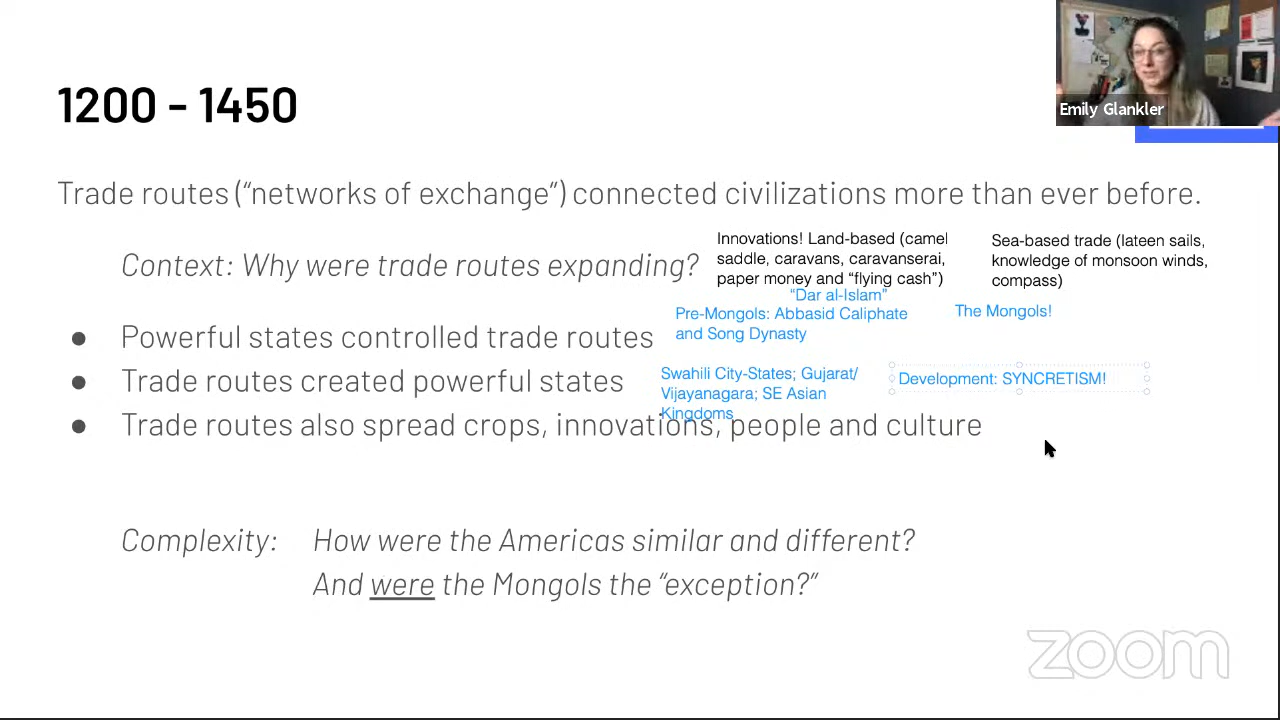 Emily Glankler
1200 - 1450
Trade routes (“networks of exchange”) connected civilizations more than ever before.
Context: Why were trade routes expanding?
Innovations! Land-based (camel
saddle, caravans, caravanserai,
paper money and “flying cash”)
Sea-based trade (lateen sails,
knowledge of monsoon winds,
compass)
“Dar al-Islam”
Pre-Mongols: Abbasid Caliphate
and Song Dynasty
The Mongols!
● Powerful states controlled trade routes
● Trade routes created powerful states
Swahili City-States; Gujarat/
Vijayanagara; SE Asian
Kingdoms
Development: SYNCRETISM!
● Trade routes also spread crops, innovations, people and culture
Complexity: How were the Americas similar and different?
And were the Mongols the “exception?”
zoom